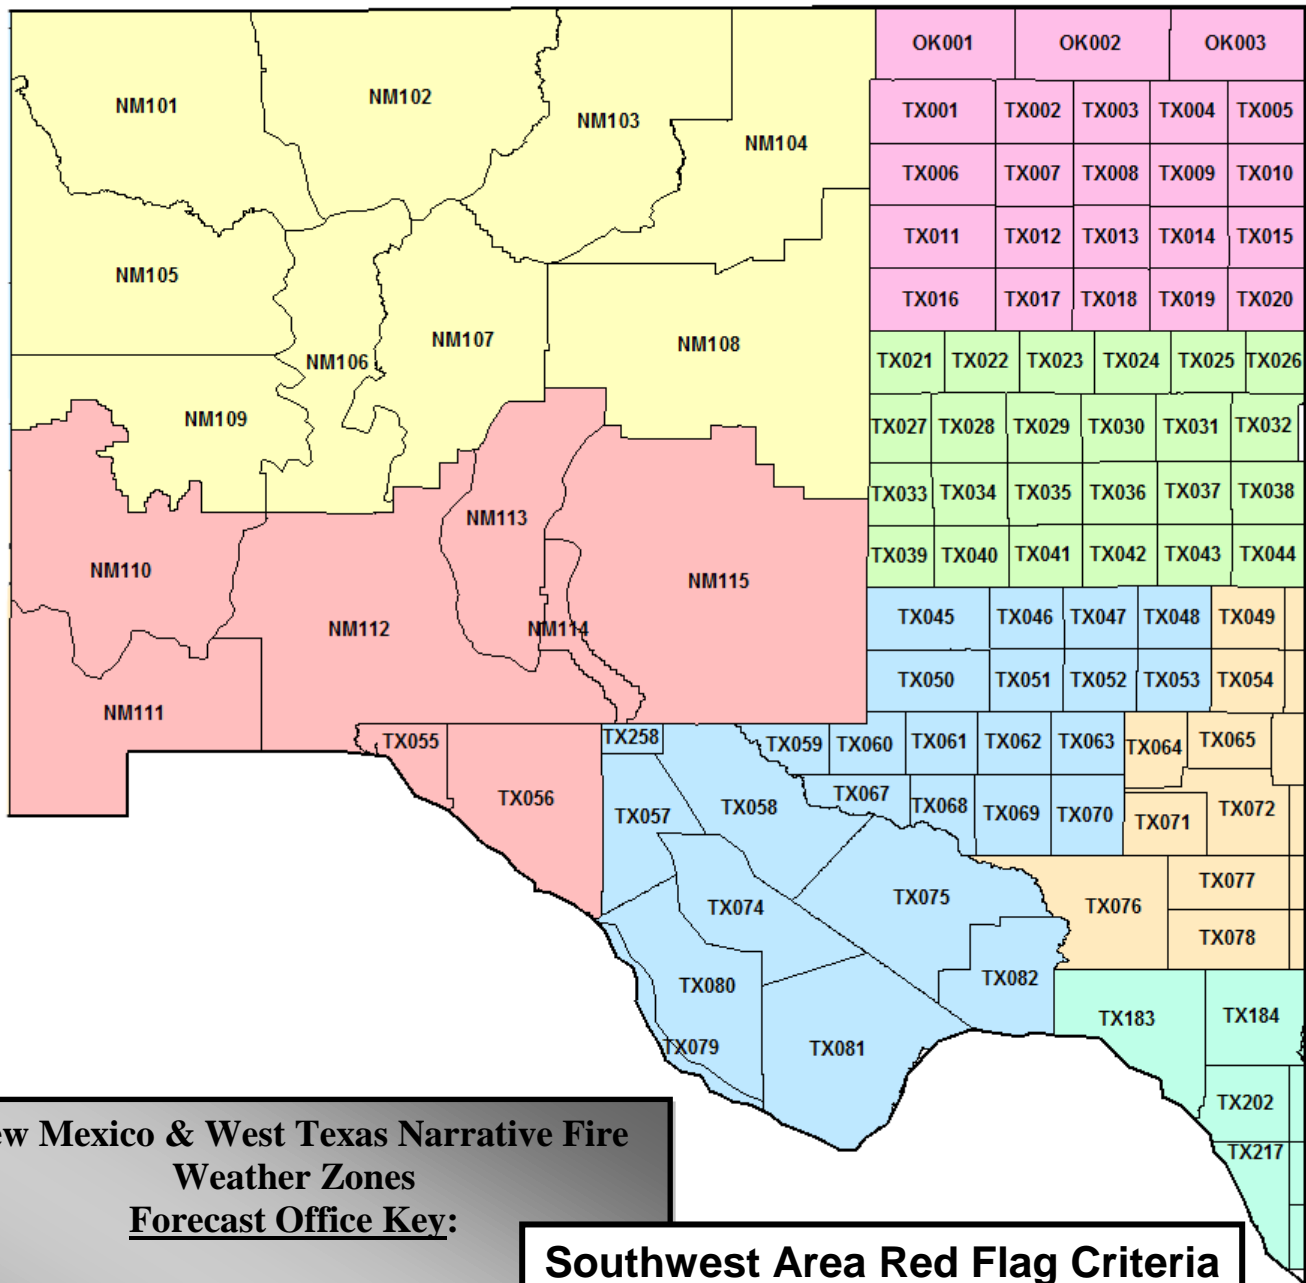 OK001 OK002 OK003
NM101 NM102 NM103 NM104 TX001 TX002 TX003 TX004 TX005
TX006 TX007 TX008 TX009 TX010
TX011 TX012 TX013 TX014 TX015
NM105 TX016 TX017 TX018 TX019 TX020
NM106 NM107 NM108 TX021 TX022 TX023 TX024 TX025 TX026
NM109 TX027 TX028 TX029 TX030 TX031 TX032
NM113 TX033 TX034 TX035 TX036 TX037 TX038
NM110 NM115 TX039 TX040 TX041 TX042 TX043 TX044
NM112 NM114 TX045 TX046 TX047 TX048 TX049
TX050 TX051 TX052 TX053 TX054
NM111 TX055 TX258 TX059 TX060 TX061 TX062 TX063 TX064 TX065
TX056 TX057 TX058 TX067 TX068 TX069 TX070 TX071 TX072
TX074 TX075 TX076 TX077
TX078
TX080 TX082
TX079 TX081 TX183 TX184
TX202
TX217
ew Mexico & West Texas Narrative Fire
Weather Zones
Forecast Office Key:
Southwest Area Red Flag Criteria